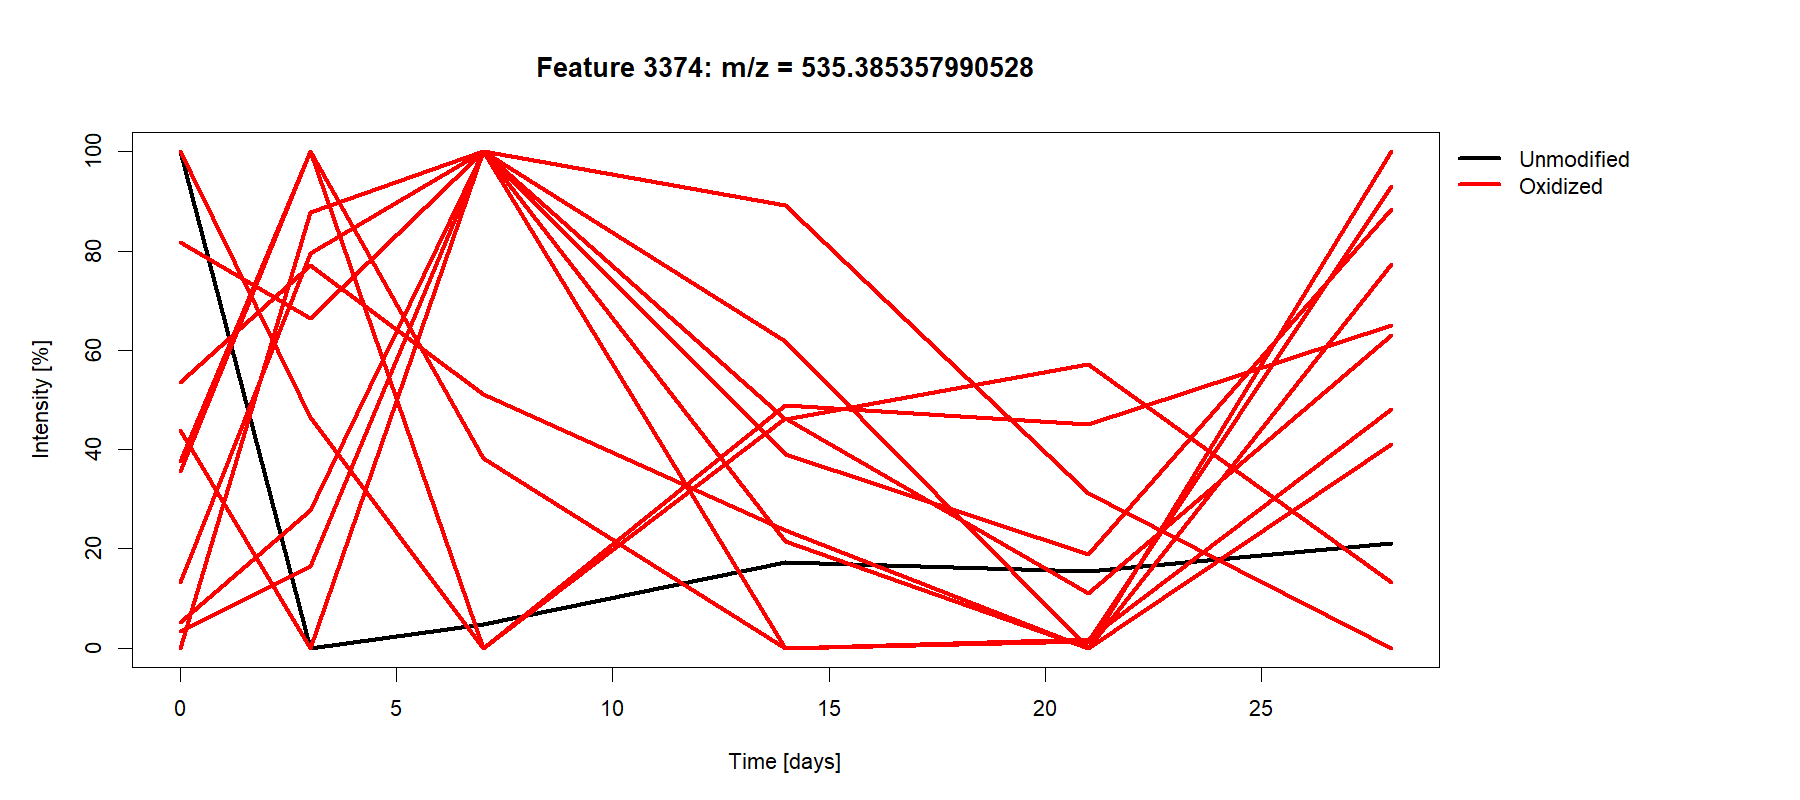 Feature 3374: m/z = 535.385357990528
100
80
60
40
20
0
Intensity [%]
0 5 10 15 20 25
Time [days]
Unmodified
Oxidized